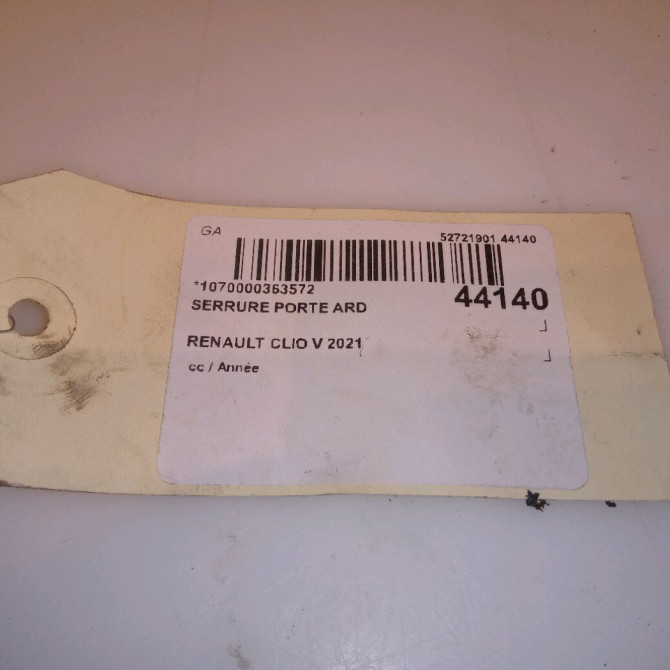 GA
52721901 44140
*1070000363572
44140
SERRURE PORTE ARD
RENAULT CLIO V 2021
cc / Année